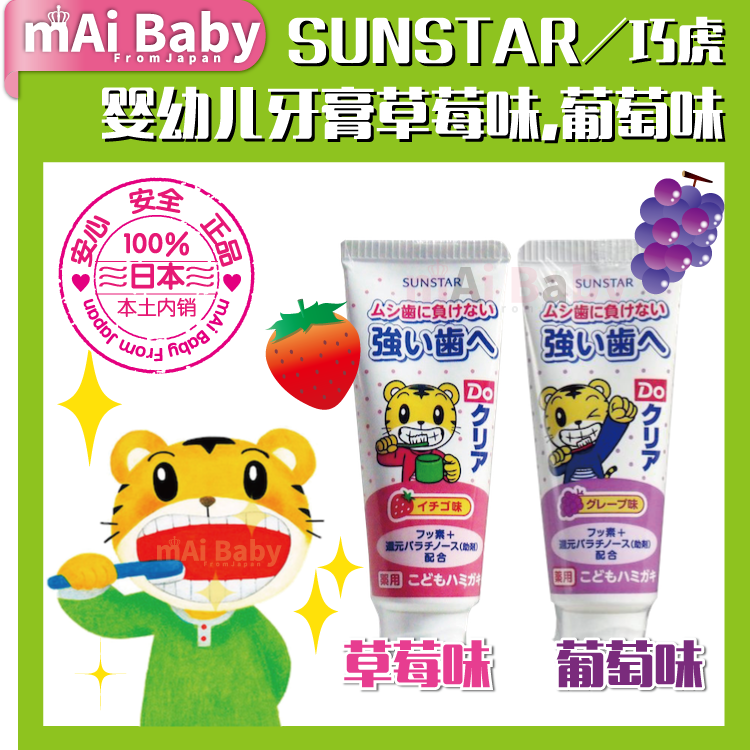 mAi Baby
From Japan
SUNSTAR／巧虎
婴幼儿牙膏草莓味,葡萄味
安心 安全 正品
100%
日本
本土内销
mAi Baby From Japan
SUNSTAR
ムシ歯に負けない
強い歯へ
Do
クリア
イチゴ味
フッ素+
還元パラチノース(助剤)
配合
薬用 こどもハミガキ
SUNSTAR
ムシ歯に負けない
強い歯へ
Do
クリア
グレープ味
フッ素+
還元パラチノース(助剤)
配合
薬用 こどもハミガキ
mAi Baby
mAi Baby
From Japan
草莓味
葡萄味